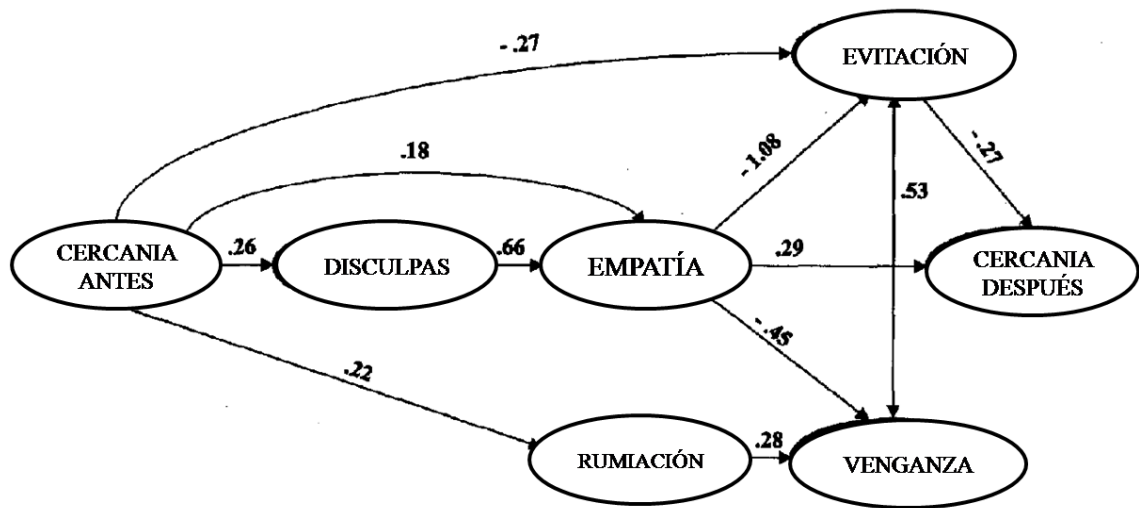 - .27
EVITACIÓN
.18
- 1.08
- .27
.53
CERCANIA
ANTES
.26
DISCULPAS
.66
EMPATÍA
.29
CERCANIA
DESPUÉS
- .45
.22
RUMIACIÓN
.28
VENGANZA